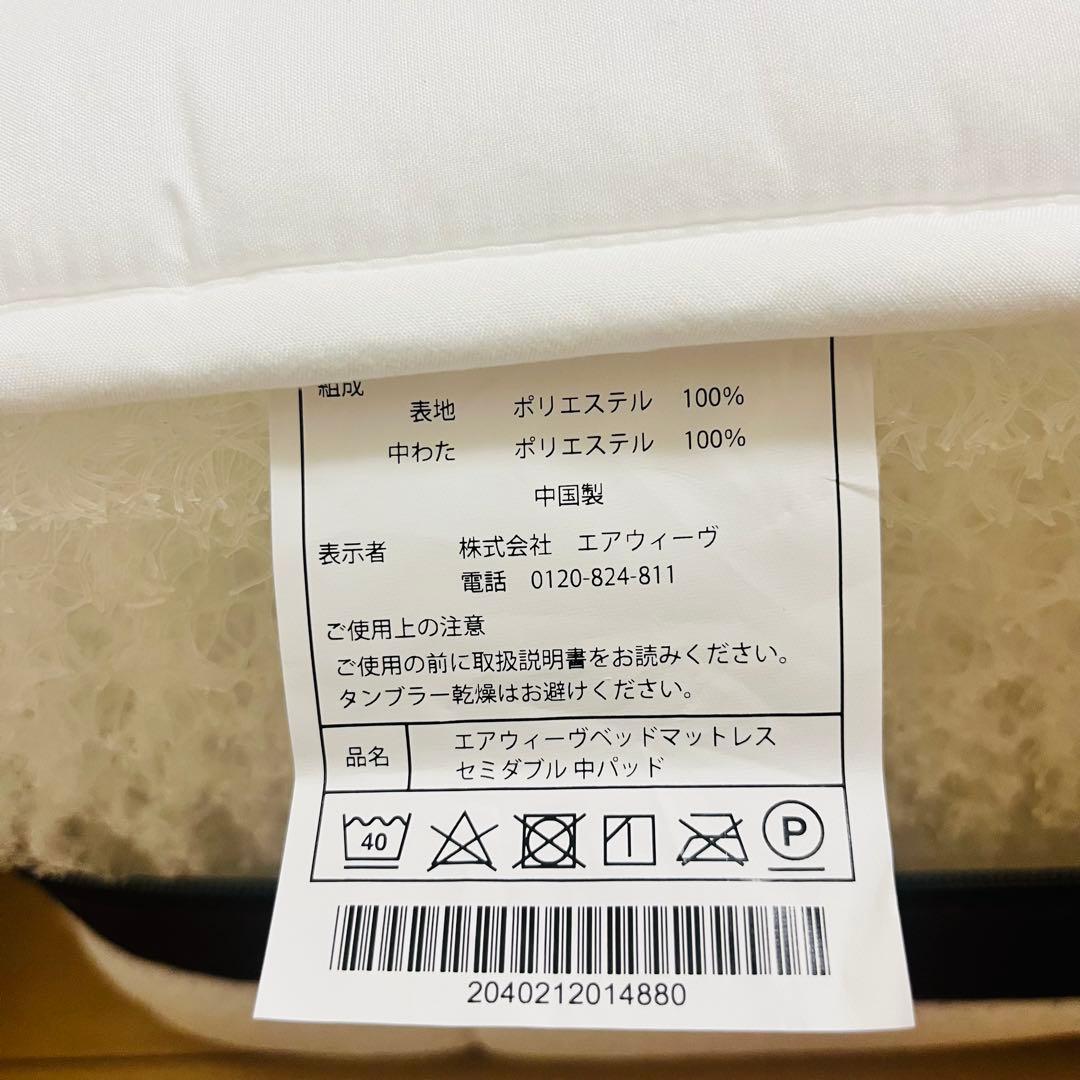 組成
表地 ポリエステル 100%
中わた ポリエステル 100%
中国製
表示者 株式会社 エアウィーヴ
電話 0120-824-811
ご使用上の注意
ご使用の前に取扱説明書をお読みください。
タンブラー乾燥はお避けください。
品名 エアウィーヴベッドマットレス
セミダブル 中パッド
40 P
2040212014880